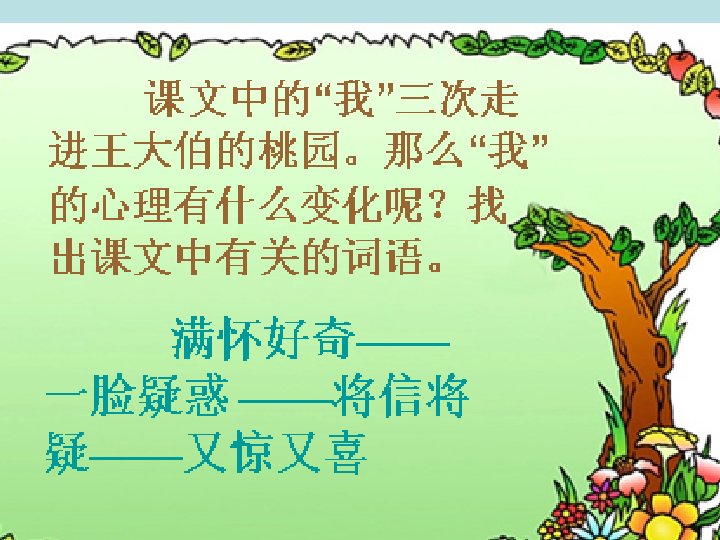 课文中的“我”三次走
进王大伯的桃园。那么“我”
的心理有什么变化呢？找
出课文中有关的词语。
满怀好奇——
一脸疑惑 ——将信将
疑——又惊又喜